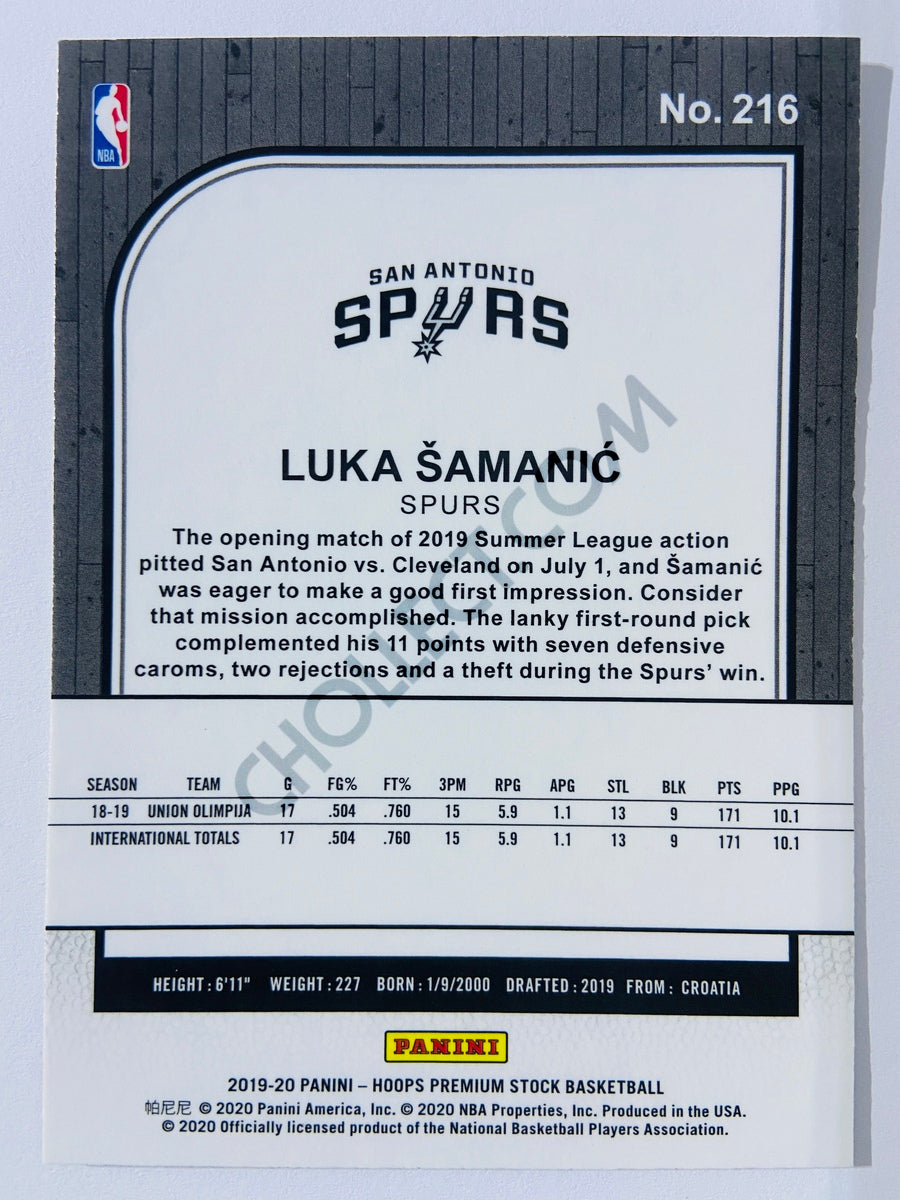 NBA
No. 216
SAN ANTONIO
SPURS
LUKA ŠAMANIĆ
SPURS
The opening match of 2019 Summer League action
pitted San Antonio vs. Cleveland on July 1, and Šamanić
was eager to make a good first impression. Consider
that mission accomplished. The lanky first-round pick
complemented his 11 points with seven defensive
caroms, two rejections and a theft during the Spurs' win.
CHOLLECT.COM
SEASON TEAM G FG% FT% 3PM RPG APG STL BLK PTS PPG
18-19 UNION OLIMPIJA 17 .504 .760 15 5.9 1.1 13 9 171 10.1
INTERNATIONAL TOTALS 17 .504 .760 15 5.9 1.1 13 9 171 10.1
HEIGHT: 6'11" WEIGHT: 227 BORN: 1/9/2000 DRAFTED: 2019 FROM: CROATIA
PANINI
2019-20 PANINI – HOOPS PREMIUM STOCK BASKETBALL
帕尼尼 © 2020 Panini America, Inc. © 2020 NBA Properties, Inc. Produced in the USA.
© 2020 Officially licensed product of the National Basketball Players Association.